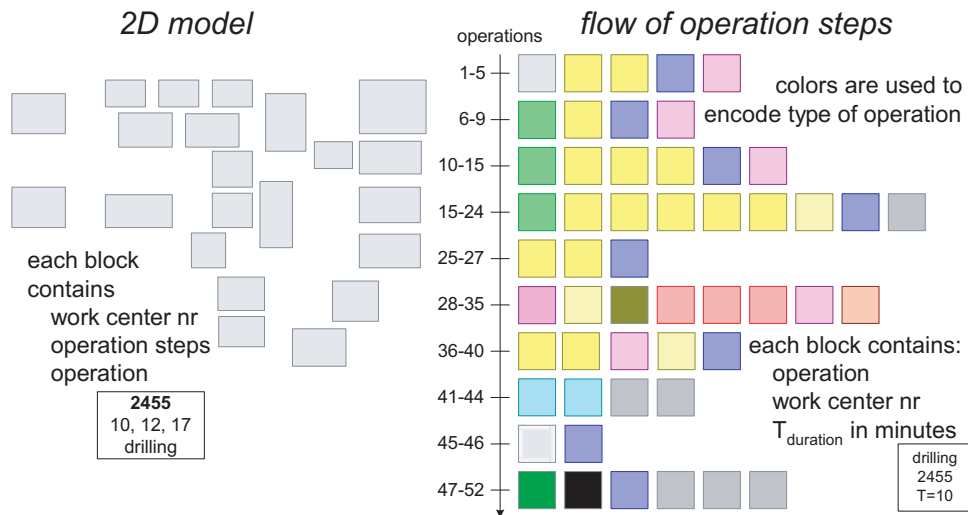 2D model
flow of operation steps
operations
1-5
6-9
10-15
15-24
25-27
28-35
36-40
41-44
45-46
47-52
colors are used to
encode type of operation
each block
contains
work center nr
operation steps
operation
2455
10, 12, 17
drilling
each block contains:
operation
work center nr
Tduration in minutes
drilling
2455
T=10